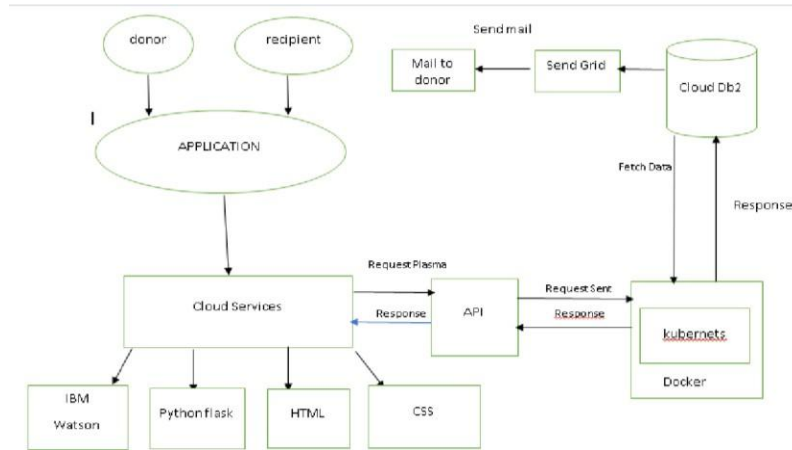 donor
recipient
Send mail
Mail to
donor
Send Grid
Cloud Db2
APPLICATION
Fetch Data
Response
Request Plasma
Cloud Services
Response
API
Request Sent
Response
kubernets
Docker
IBM
Watson
Python flask
HTML
CSS